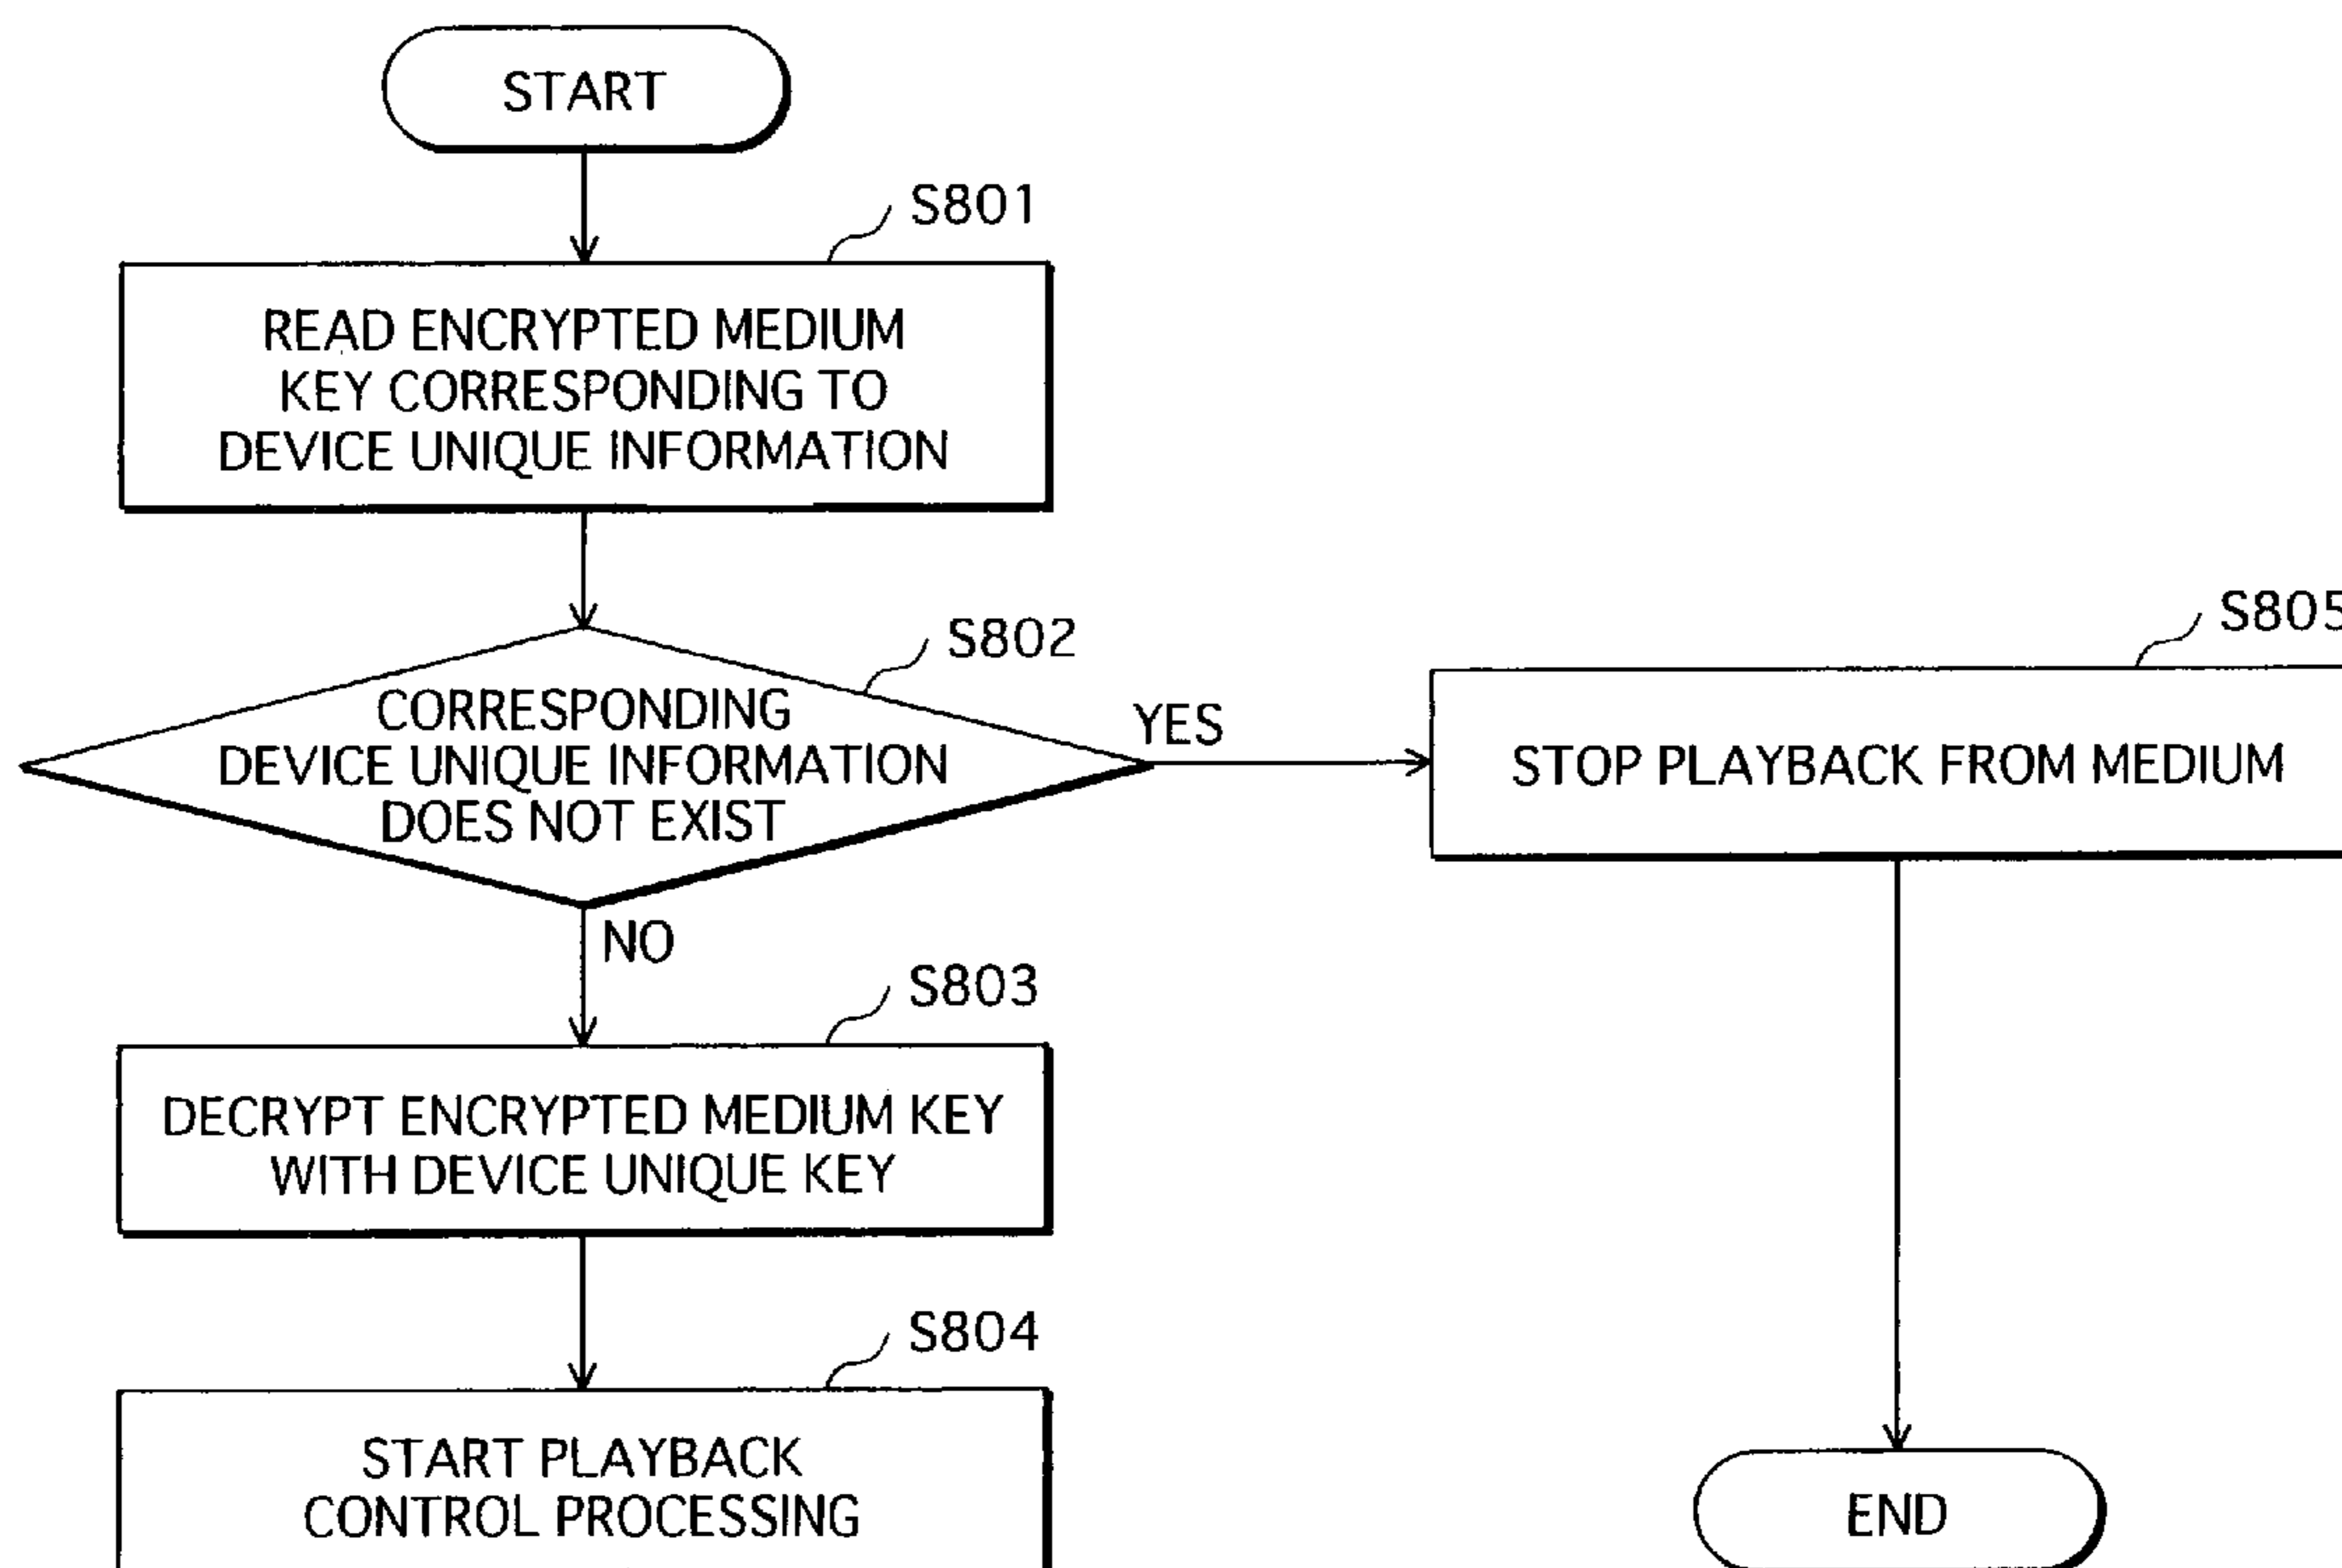 START
S801
READ ENCRYPTED MEDIUM
KEY CORRESPONDING TO
DEVICE UNIQUE INFORMATION
S802
CORRESPONDING
DEVICE UNIQUE INFORMATION
DOES NOT EXIST
YES
S805
STOP PLAYBACK FROM MEDIUM
NO
S803
DECRYPT ENCRYPTED MEDIUM KEY
WITH DEVICE UNIQUE KEY
S804
START PLAYBACK
CONTROL PROCESSING
END